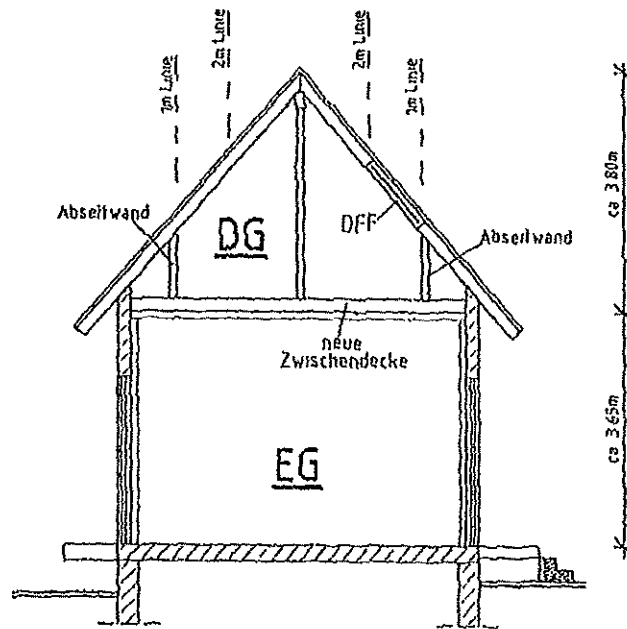 1m Linie
2m Linie
2m Linie
1m Linie
Abseitwand
DG
DFF
Abseitwand
ca 3.80m
neue
Zwischendecke
EG
ca 3.65m